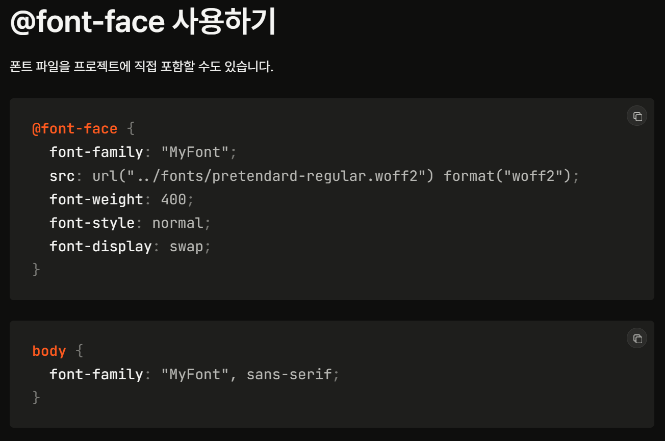 @font-face 사용하기
폰트 파일을 프로젝트에 직접 포함할 수도 있습니다.
@font-face {
  font-family: "MyFont";
  src: url("../fonts/pretendard-regular.woff2") format("woff2");
  font-weight: 400;
  font-style: normal;
  font-display: swap;
}
body {
  font-family: "MyFont", sans-serif;
}